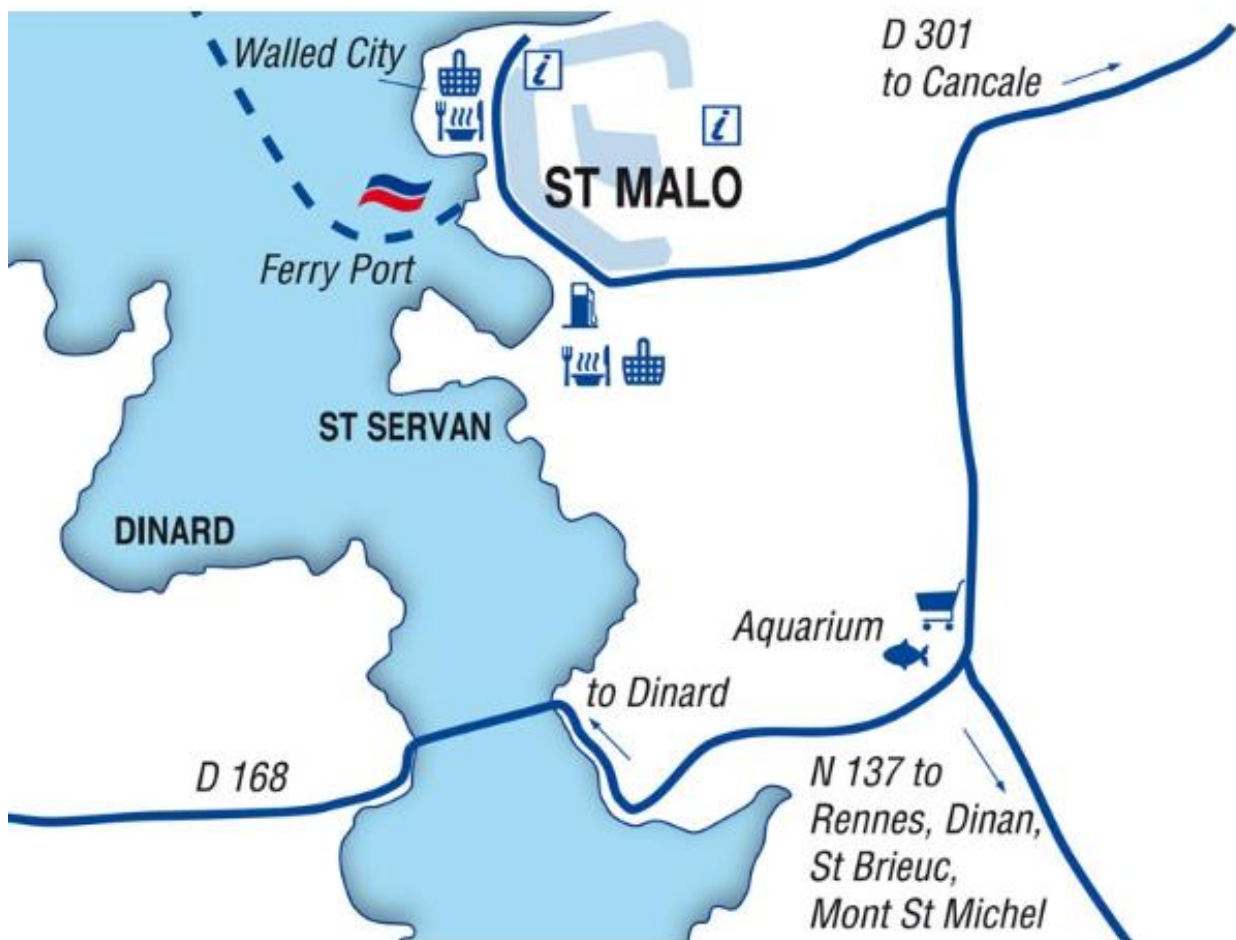 Walled City
D 301
to Cancale
i
i
ST MALO
Ferry Port
ST SERVAN
DINARD
Aquarium
to Dinard
D 168
N 137 to
Rennes, Dinan,
St Brieuc,
Mont St Michel